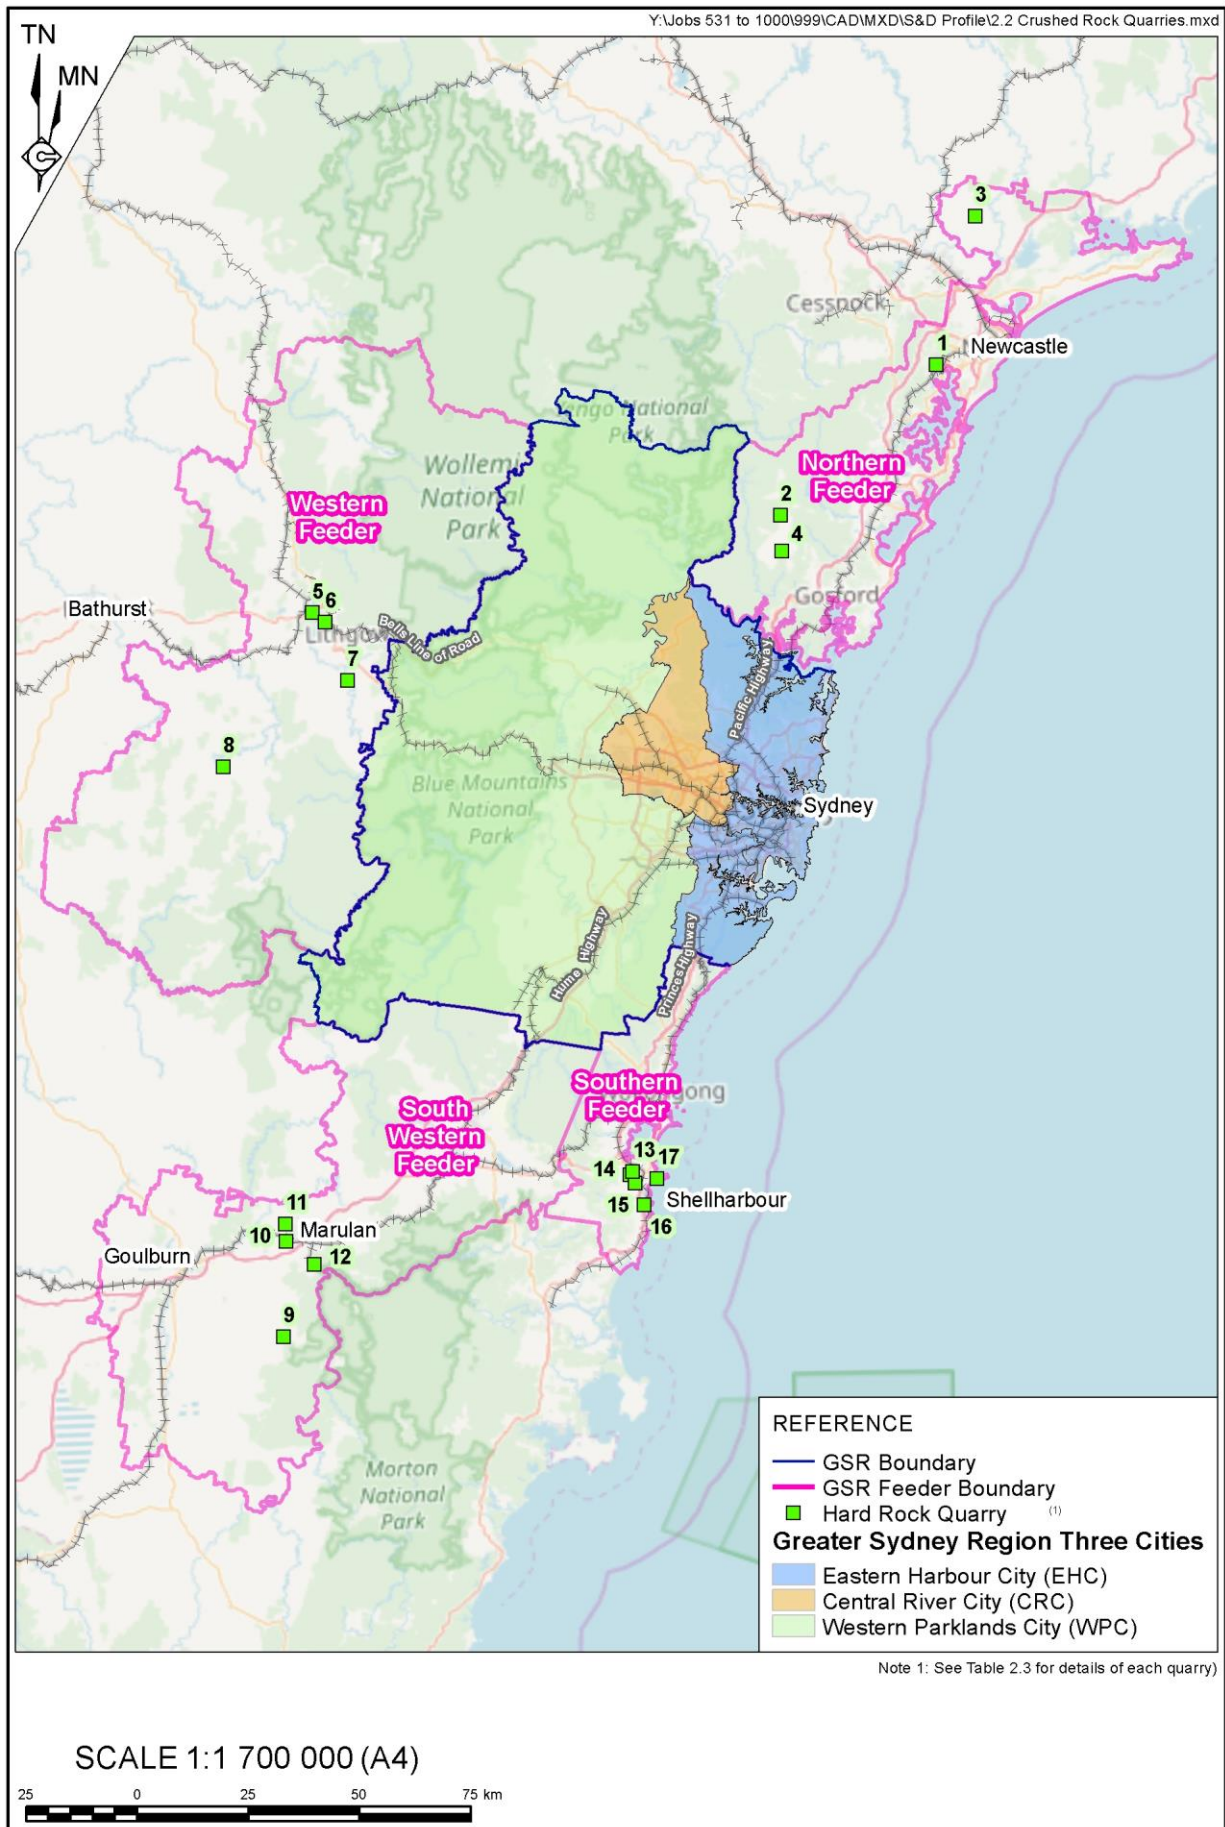 Y:\Jobs 531 to 1000\999\CAD\MXD\S&D Profile\2.2 Crushed Rock Quarries.mxd
TN
MN
3
Cessnock
1
Newcastle
Yengo National
Park
Wollemi
National
Park
Northern
Feeder
Western
Feeder
2
4
Gosford
Bathurst
5
6
Lithgow
Bells Line of Road
7
Pacific Highway
8
Blue Mountains
National
Park
Sydney
Hume Highway
Princes Highway
Southern
Feeder
Wollongong
South
Western
Feeder
13
17
14
15
Shellharbour
16
11
10
Marulan
Goulburn
12
9
Morton
National
Park
REFERENCE
GSR Boundary
GSR Feeder Boundary
Hard Rock Quarry (1)
Greater Sydney Region Three Cities
Eastern Harbour City (EHC)
Central River City (CRC)
Western Parklands City (WPC)
Note 1: See Table 2.3 for details of each quarry)
SCALE 1:1 700 000 (A4)
25 0 25 50 75 km